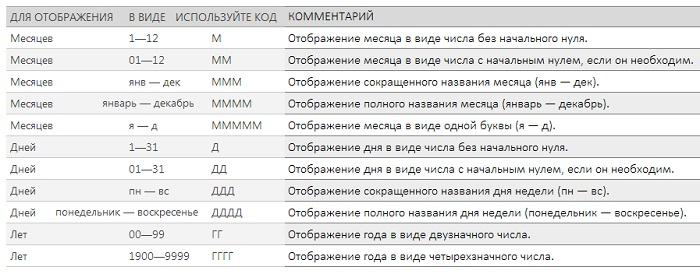 ДЛЯ ОТОБРАЖЕНИЯ В ВИДЕ ИСПОЛЬЗУЙТЕ КОД КОММЕНТАРИЙ
Месяцев 1—12 М Отображение месяца в виде числа без начального нуля.
Месяцев 01—12 ММ Отображение месяца в виде числа с начальным нулем, если он необходим.
Месяцев янв — дек МММ Отображение сокращенного названия месяца (янв — дек).
Месяцев январь — декабрь ММММ Отображение полного названия месяца (январь — декабрь).
Месяцев я — д МММММ Отображение месяца в виде одной буквы (я — д).
Дней 1—31 Д Отображение дня в виде числа без начального нуля.
Дней 01—31 ДД Отображение дня в виде числа с начальным нулем, если он необходим.
Дней пн — вс ДДД Отображение сокращенного названия дня недели (пн — вс).
Дней понедельник — воскресенье ДДДД Отображение полного названия дня недели (понедельник — воскресенье).
Лет 00—99 ГГ Отображение года в виде двузначного числа.
Лет 1900—9999 ГГГГ Отображение года в виде четырехзначного числа.